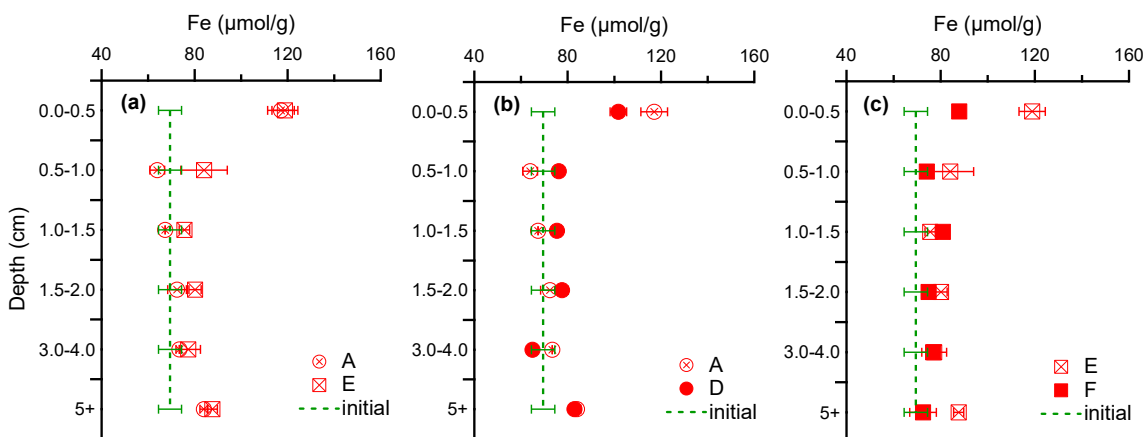 Fe (µmol/g)
40 80 120 160
(a)
Depth (cm)
0.0-0.5
0.5-1.0
1.0-1.5
1.5-2.0
3.0-4.0
5+
A
E
initial
Fe (µmol/g)
40 80 120 160
(b)
0.0-0.5
0.5-1.0
1.0-1.5
1.5-2.0
3.0-4.0
5+
A
D
initial
Fe (µmol/g)
40 80 120 160
(c)
0.0-0.5
0.5-1.0
1.0-1.5
1.5-2.0
3.0-4.0
5+
E
F
initial